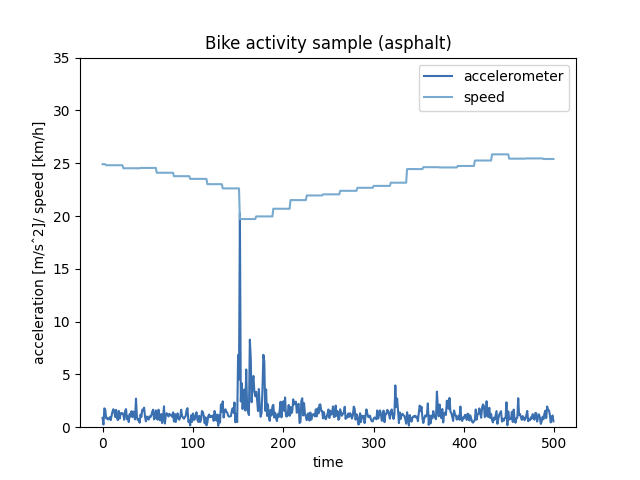 Bike activity sample (asphalt)
acceleration [m/s^2]/ speed [km/h]
35
30
25
20
15
10
5
0
accelerometer
speed
0
100
200
300
400
500
time